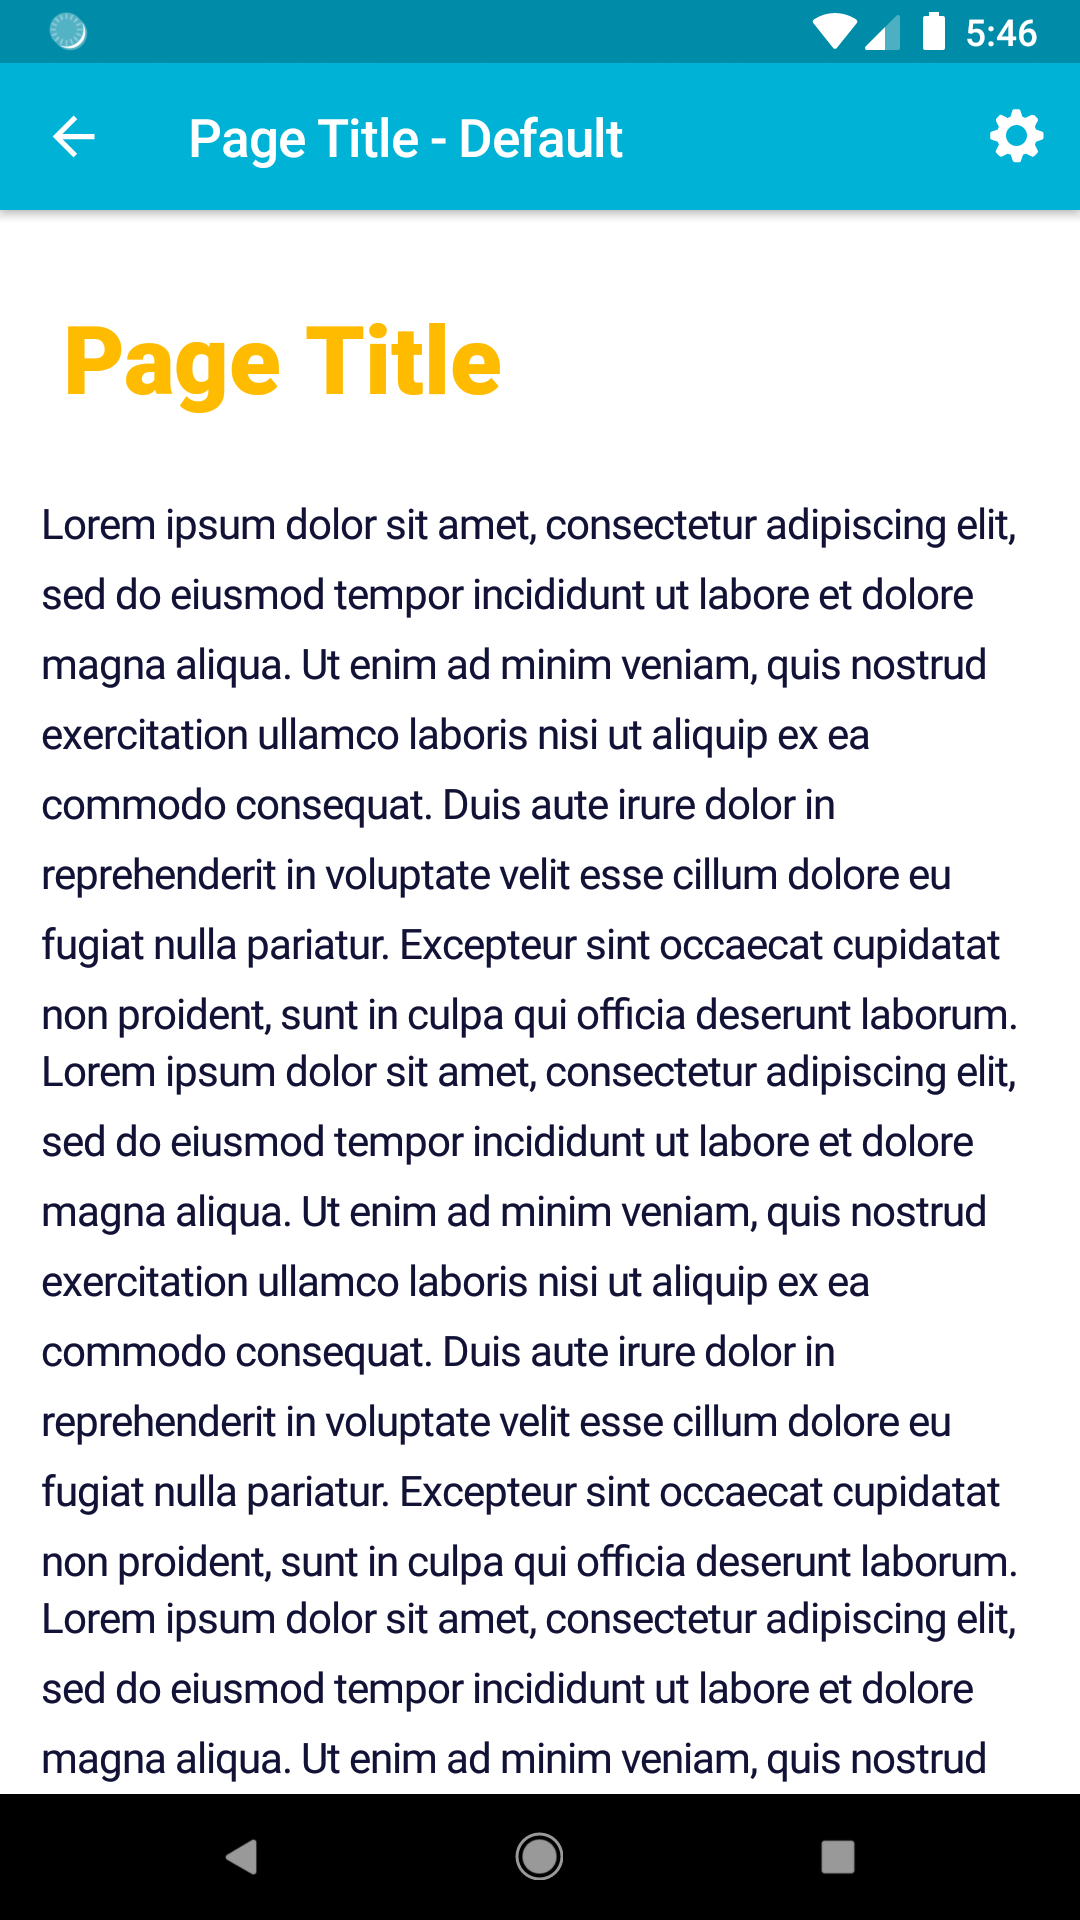 5:46
Page Title - Default
Page Title
Lorem ipsum dolor sit amet, consectetur adipiscing elit,
sed do eiusmod tempor incididunt ut labore et dolore
magna aliqua. Ut enim ad minim veniam, quis nostrud
exercitation ullamco laboris nisi ut aliquip ex ea
commodo consequat. Duis aute irure dolor in
reprehenderit in voluptate velit esse cillum dolore eu
fugiat nulla pariatur. Excepteur sint occaecat cupidatat
non proident, sunt in culpa qui officia deserunt laborum.
Lorem ipsum dolor sit amet, consectetur adipiscing elit,
sed do eiusmod tempor incididunt ut labore et dolore
magna aliqua. Ut enim ad minim veniam, quis nostrud
exercitation ullamco laboris nisi ut aliquip ex ea
commodo consequat. Duis aute irure dolor in
reprehenderit in voluptate velit esse cillum dolore eu
fugiat nulla pariatur. Excepteur sint occaecat cupidatat
non proident, sunt in culpa qui officia deserunt laborum.
Lorem ipsum dolor sit amet, consectetur adipiscing elit,
sed do eiusmod tempor incididunt ut labore et dolore
magna aliqua. Ut enim ad minim veniam, quis nostrud